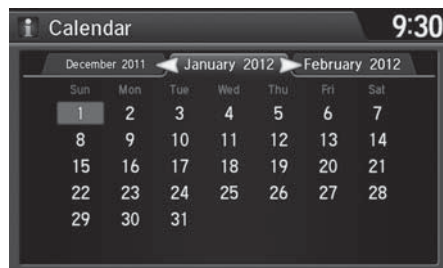 i Calendar 9:30
December 2011 January 2012 February 2012
Sun Mon Tue Wed Thu Fri Sat
1 2 3 4 5 6 7
8 9 10 11 12 13 14
15 16 17 18 19 20 21
22 23 24 25 26 27 28
29 30 31